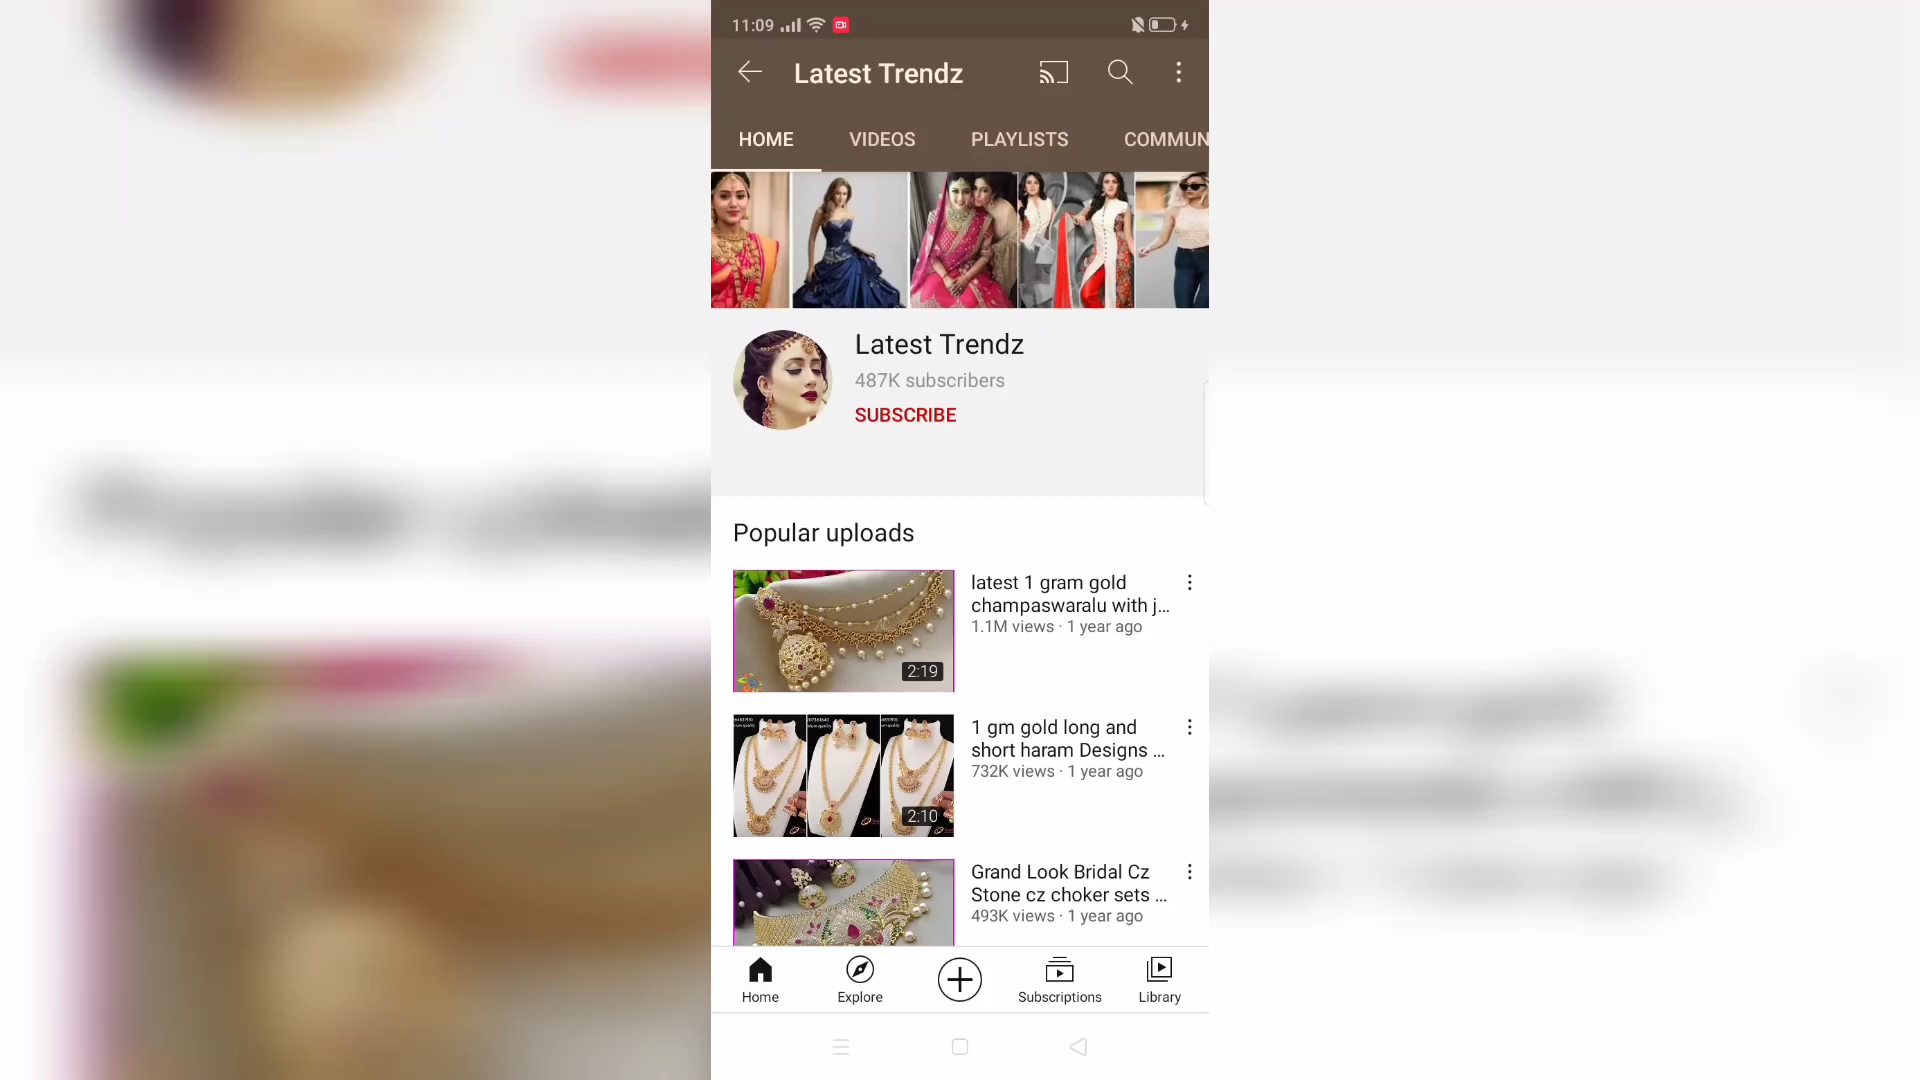 11:09
Latest Trendz
HOME VIDEOS PLAYLISTS COMMUN
Latest Trendz
487K subscribers
SUBSCRIBE
Popular uploads
latest 1 gram gold
champaswaralu with j...
1.1M views · 1 year ago
2:19
1 gm gold long and
short haram Designs ...
732K views · 1 year ago
2:10
Grand Look Bridal Cz
Stone cz choker sets ...
493K views · 1 year ago
Home Explore Subscriptions Library